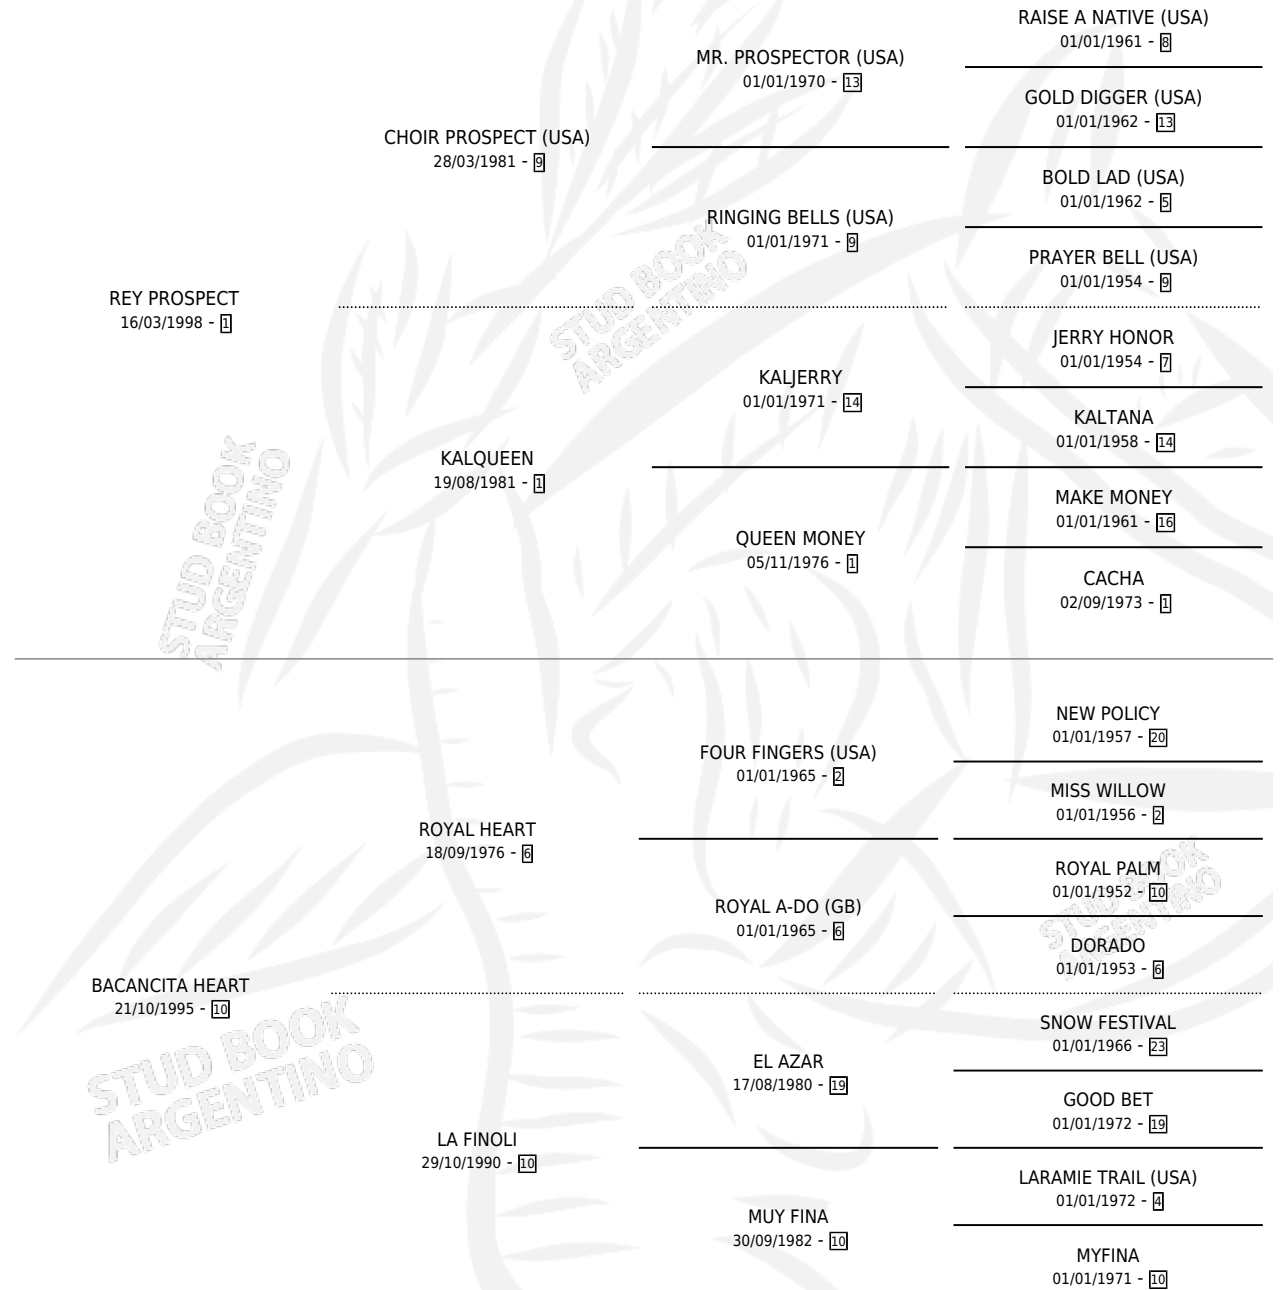 RAISE A NATIVE (USA)
01/01/1961 - 8
MR. PROSPECTOR (USA)
01/01/1970 - 13
GOLD DIGGER (USA)
01/01/1962 - 13
CHOIR PROSPECT (USA)
28/03/1981 - 9
BOLD LAD (USA)
01/01/1962 - 5
RINGING BELLS (USA)
01/01/1971 - 9
PRAYER BELL (USA)
01/01/1954 - 9
REY PROSPECT
16/03/1998 - 1
JERRY HONOR
01/01/1954 - 7
KALJERRY
01/01/1971 - 14
KALTANA
01/01/1958 - 14
KALQUEEN
19/08/1981 - 1
MAKE MONEY
01/01/1961 - 16
QUEEN MONEY
05/11/1976 - 1
CACHA
02/09/1973 - 1
NEW POLICY
01/01/1957 - 20
FOUR FINGERS (USA)
01/01/1965 - 2
MISS WILLOW
01/01/1956 - 2
ROYAL HEART
18/09/1976 - 6
ROYAL PALM
01/01/1952 - 10
ROYAL A-DO (GB)
01/01/1965 - 6
DORADO
01/01/1953 - 6
BACANCITA HEART
21/10/1995 - 10
SNOW FESTIVAL
01/01/1966 - 23
EL AZAR
17/08/1980 - 19
GOOD BET
01/01/1972 - 19
LA FINOLI
29/10/1990 - 10
LARAMIE TRAIL (USA)
01/01/1972 - 4
MUY FINA
30/09/1982 - 10
MYFINA
01/01/1971 - 10
STUD BOOK
ARGENTINO
STUD BOOK
ARGENTINO
STUD BOOK
ARGENTINO
STUD BOOK
ARGENTINO